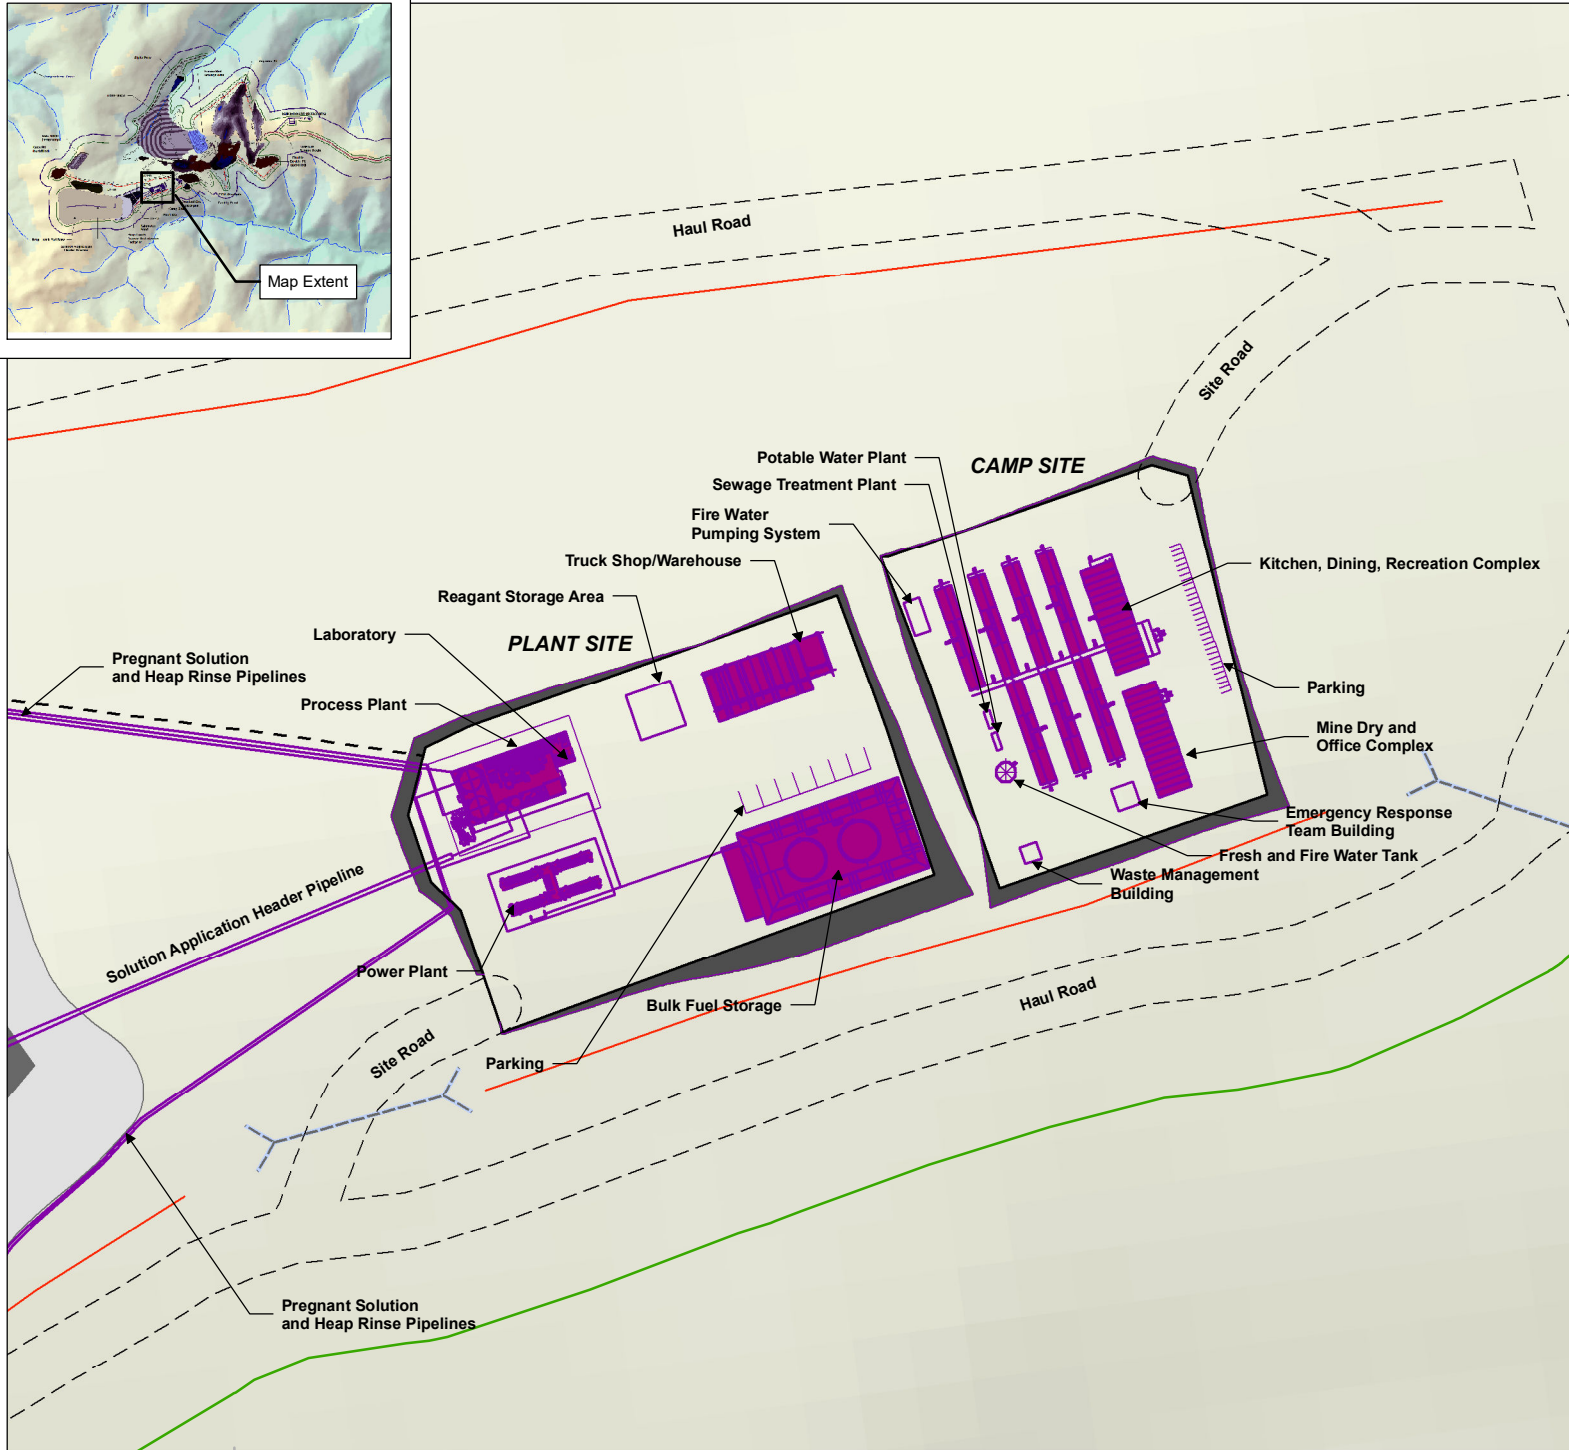 Map Extent
Haul Road
Site Road
Potable Water Plant
CAMP SITE
Sewage Treatment Plant
Fire Water
Pumping System
Truck Shop/Warehouse
Kitchen, Dining, Recreation Complex
Reagant Storage Area
Laboratory
PLANT SITE
Pregnant Solution
and Heap Rinse Pipelines
Parking
Process Plant
Mine Dry and
Office Complex
Emergency Response
Team Building
Fresh and Fire Water Tank
Waste Management
Building
Solution Application Header Pipeline
Power Plant
Bulk Fuel Storage
Haul Road
Site Road
Parking
Pregnant Solution
and Heap Rinse Pipelines